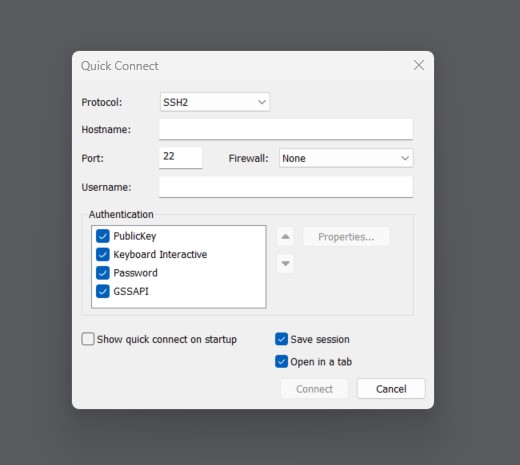 Quick Connect
Protocol: SSH2
Hostname:
Port: 22 Firewall: None
Username:
Authentication
PublicKey
Properties...
Keyboard Interactive
Password
GSSAPI
Show quick connect on startup Save session
Open in a tab
Connect Cancel